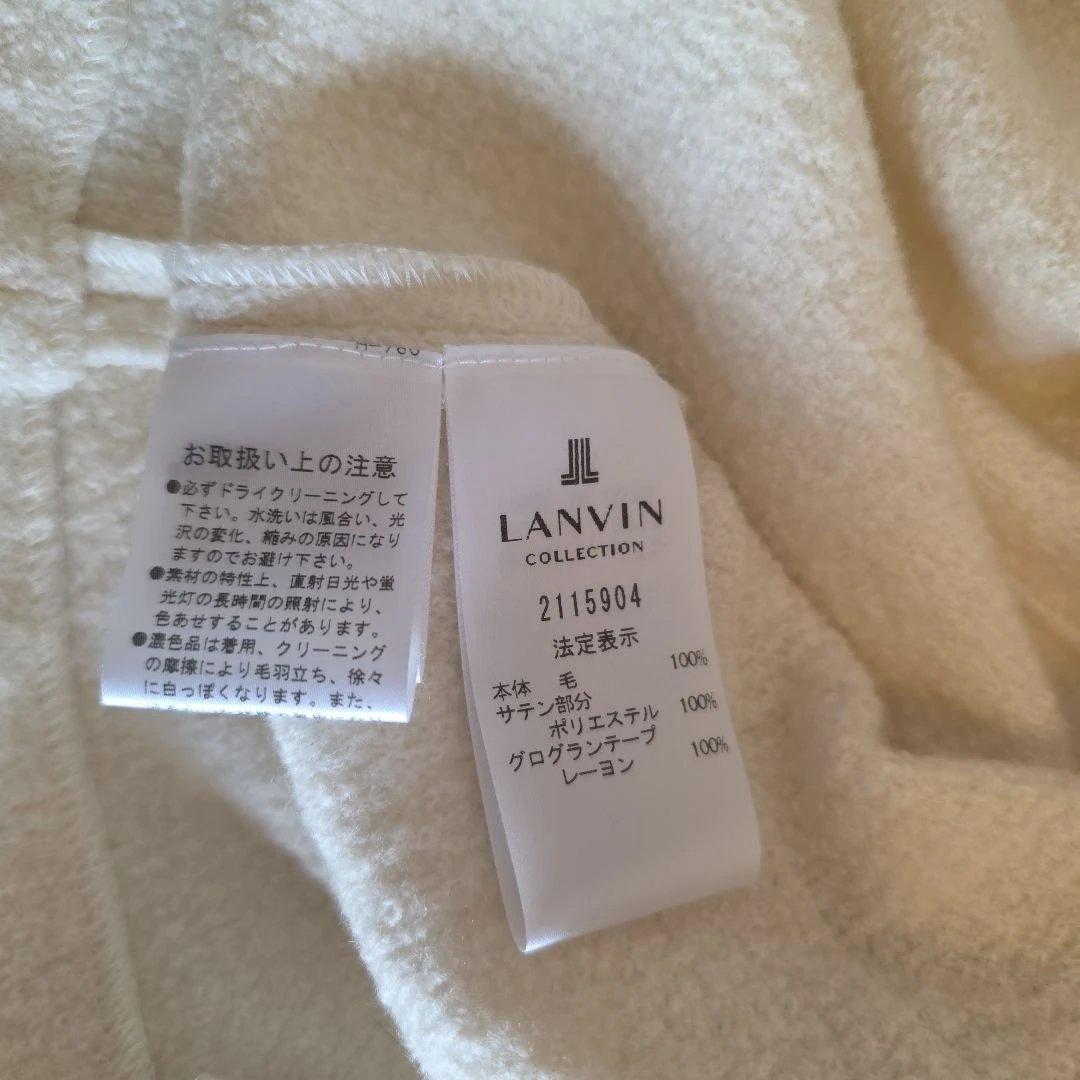 お取扱い上の注意
●必ずドライクリーニングして
下さい。水洗いは風合い、光
沢の変化、縮みの原因になり
ますのでお避け下さい。
●素材の特性上、直射日光や蛍
光灯の長時間の照射により、
色あせすることがあります。
●濃色品は着用、クリーニング
の摩擦により毛羽立ち、徐々
に白っぽくなります。また、
LANVIN
COLLECTION
2115904
法定表示
本体 毛 100%
サテン部分
ポリエステル 100%
グログランテープ
レーヨン 100%